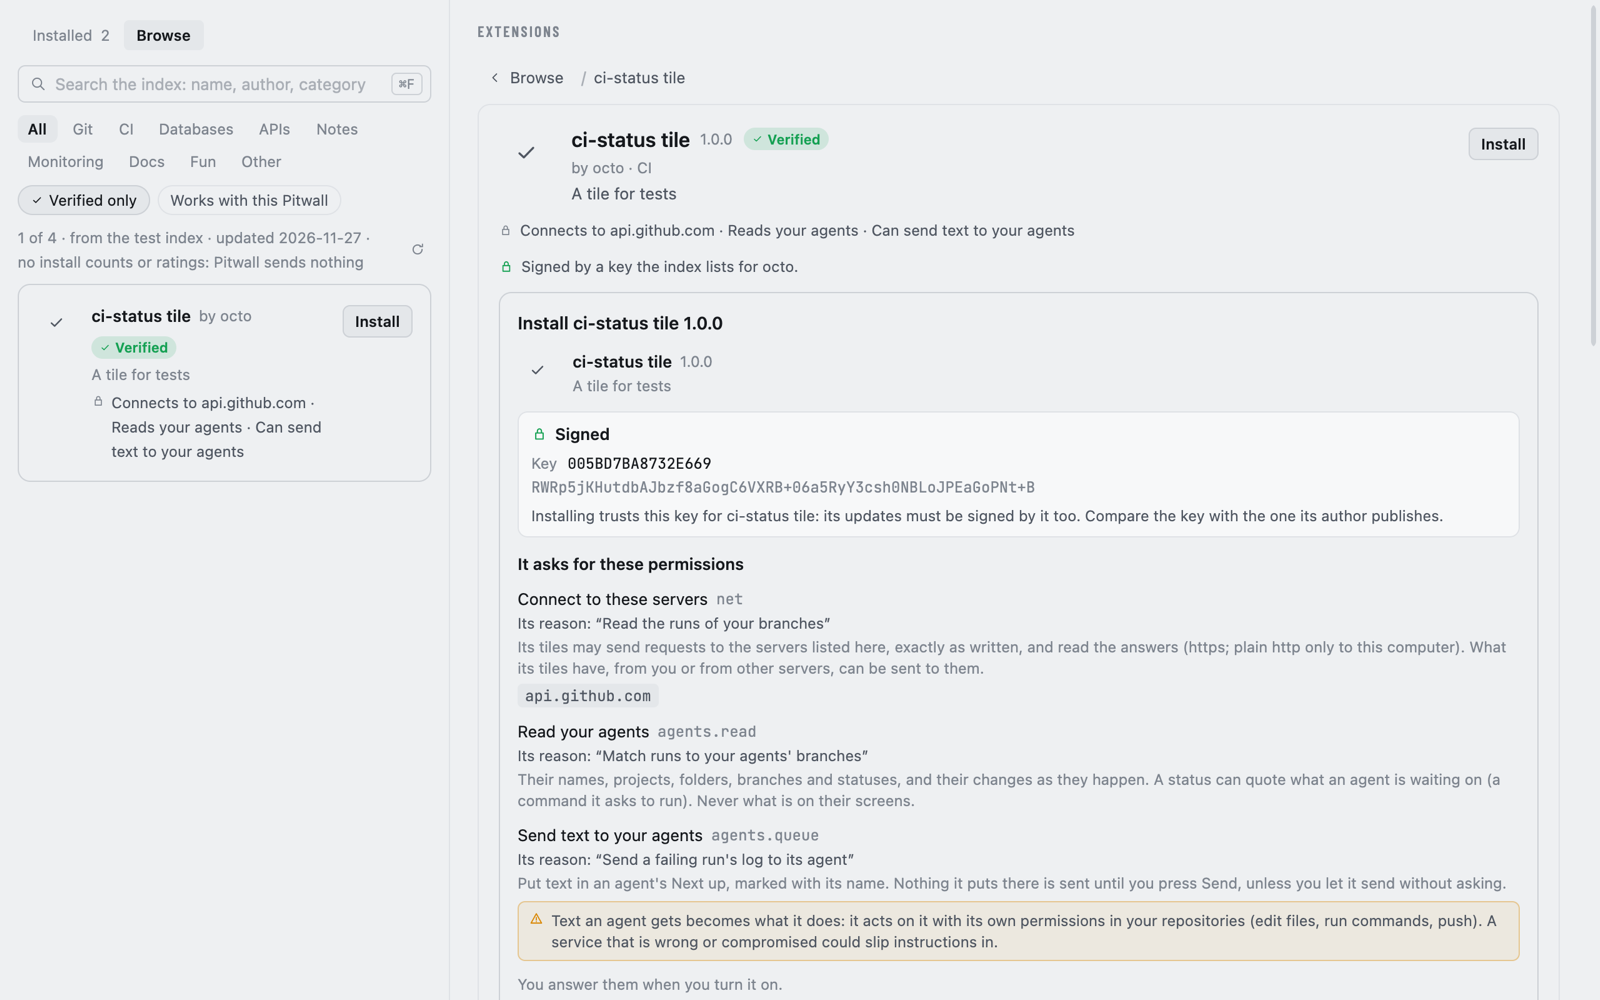 Installed 2
Browse
Search the index: name, author, category
⌘F
All
Git
CI
Databases
APIs
Notes
Monitoring
Docs
Fun
Other
Verified only
Works with this Pitwall
1 of 4 · from the test index · updated 2026-11-27 ·
no install counts or ratings: Pitwall sends nothing
ci-status tile by octo
Install
Verified
A tile for tests
Connects to api.github.com ·
Reads your agents · Can send
text to your agents
EXTENSIONS
Browse / ci-status tile
ci-status tile 1.0.0 Verified
Install
by octo · CI
A tile for tests
Connects to api.github.com · Reads your agents · Can send text to your agents
Signed by a key the index lists for octo.
Install ci-status tile 1.0.0
ci-status tile 1.0.0
A tile for tests
Signed
Key 005BD7BA8732E669
RWRp5jKHutdbAJbzf8aGogC6VXRB+06a5RyY3csh0NBLoJPEaGoPNt+B
Installing trusts this key for ci-status tile: its updates must be signed by it too. Compare the key with the one its author publishes.
It asks for these permissions
Connect to these servers net
Its reason: “Read the runs of your branches”
Its tiles may send requests to the servers listed here, exactly as written, and read the answers (https; plain http only to this computer). What
its tiles have, from you or from other servers, can be sent to them.
api.github.com
Read your agents agents.read
Its reason: “Match runs to your agents' branches”
Their names, projects, folders, branches and statuses, and their changes as they happen. A status can quote what an agent is waiting on (a
command it asks to run). Never what is on their screens.
Send text to your agents agents.queue
Its reason: “Send a failing run's log to its agent”
Put text in an agent's Next up, marked with its name. Nothing it puts there is sent until you press Send, unless you let it send without asking.
Text an agent gets becomes what it does: it acts on it with its own permissions in your repositories (edit files, run commands, push). A
service that is wrong or compromised could slip instructions in.
You answer them when you turn it on.